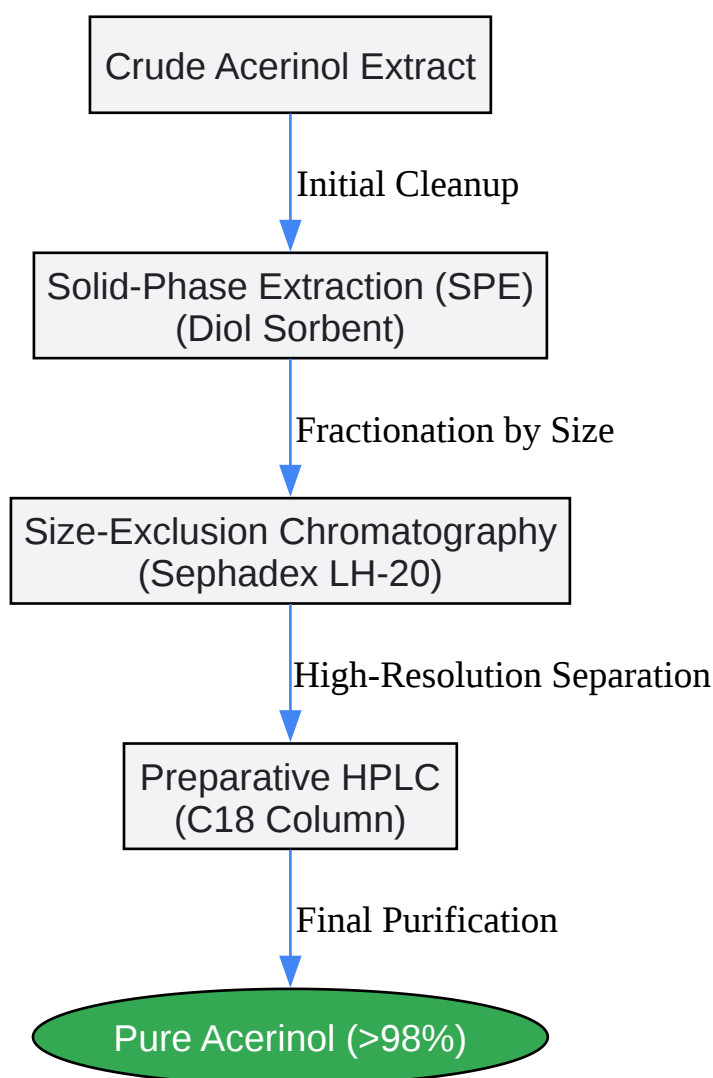 Crude Acerinol Extract
Initial Cleanup
Solid-Phase Extraction (SPE)
(Diol Sorbent)
Fractionation by Size
Size-Exclusion Chromatography
(Sephadex LH-20)
High-Resolution Separation
Preparative HPLC
(C18 Column)
Final Purification
Pure Acerinol (>98%)